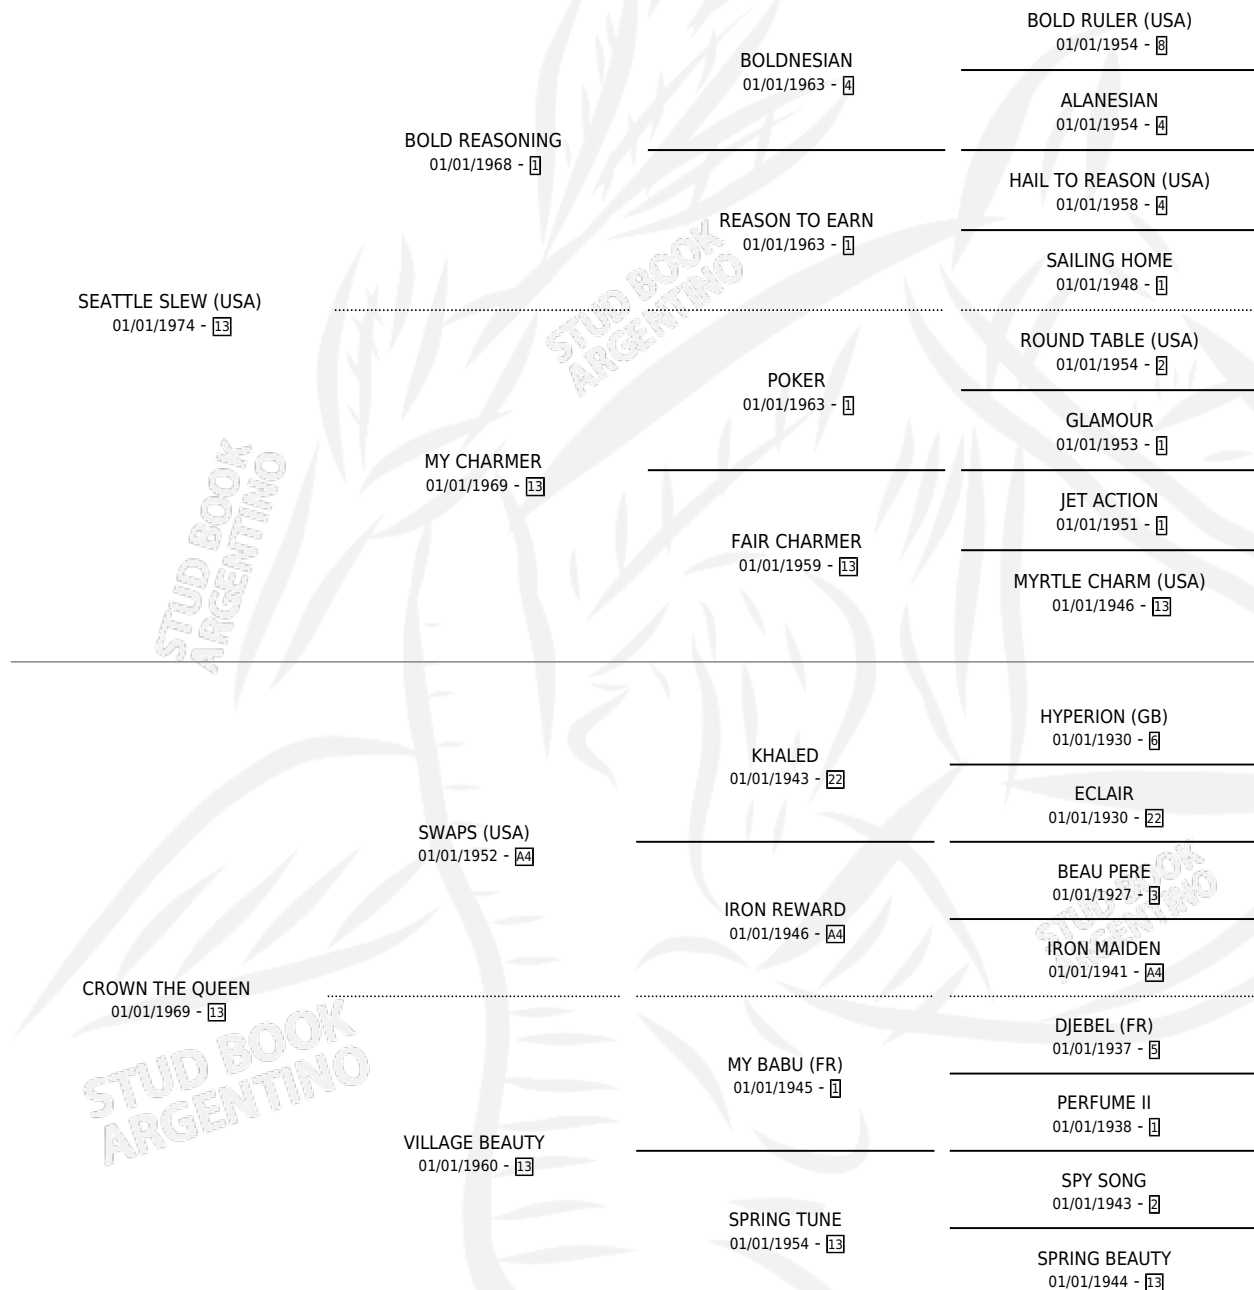 BOLD RULER (USA)
01/01/1954 - 8
BOLDNESIAN
01/01/1963 - 4
ALANESIAN
01/01/1954 - 4
BOLD REASONING
01/01/1968 - 1
HAIL TO REASON (USA)
01/01/1958 - 4
REASON TO EARN
01/01/1963 - 1
SAILING HOME
01/01/1948 - 1
SEATTLE SLEW (USA)
01/01/1974 - 13
ROUND TABLE (USA)
01/01/1954 - 2
POKER
01/01/1963 - 1
GLAMOUR
01/01/1953 - 1
MY CHARMER
01/01/1969 - 13
JET ACTION
01/01/1951 - 1
FAIR CHARMER
01/01/1959 - 13
MYRTLE CHARM (USA)
01/01/1946 - 13
HYPERION (GB)
01/01/1930 - 6
KHALED
01/01/1943 - 22
ECLAIR
01/01/1930 - 22
SWAPS (USA)
01/01/1952 - A4
BEAU PERE
01/01/1927 - 3
IRON REWARD
01/01/1946 - A4
IRON MAIDEN
01/01/1941 - A4
CROWN THE QUEEN
01/01/1969 - 13
DJEBEL (FR)
01/01/1937 - 5
MY BABU (FR)
01/01/1945 - 1
PERFUME II
01/01/1938 - 1
VILLAGE BEAUTY
01/01/1960 - 13
SPY SONG
01/01/1943 - 2
SPRING TUNE
01/01/1954 - 13
SPRING BEAUTY
01/01/1944 - 13
STUD BOOK
ARGENTINO
STUD BOOK
ARGENTINO
STUD BOOK
ARGENTINO
STUD BOOK
ARGENTINO